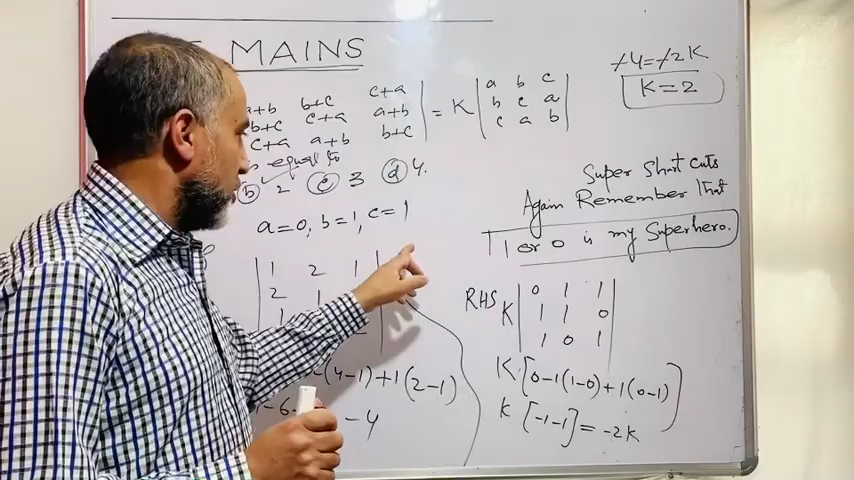 MAINS
a+b b+c c+a
b+c c+a a+b = K | a b c |
c+a a+b b+c | b c a |
| c a b |
equal to
(b) 2 (c) 3 (d) 4.
a=0, b=1, c=1
1 2 1
2 1
(4-1)+1(2-1)
-6
-4
-4=-2K
K=2
Super Short cuts
Again Remember that
1 or 0 is my Superhero.
RHS K | 0 1 1 |
| 1 1 0 |
| 1 0 1 |
K[0-1(1-0)+1(0-1)]
K[-1-1]=-2K